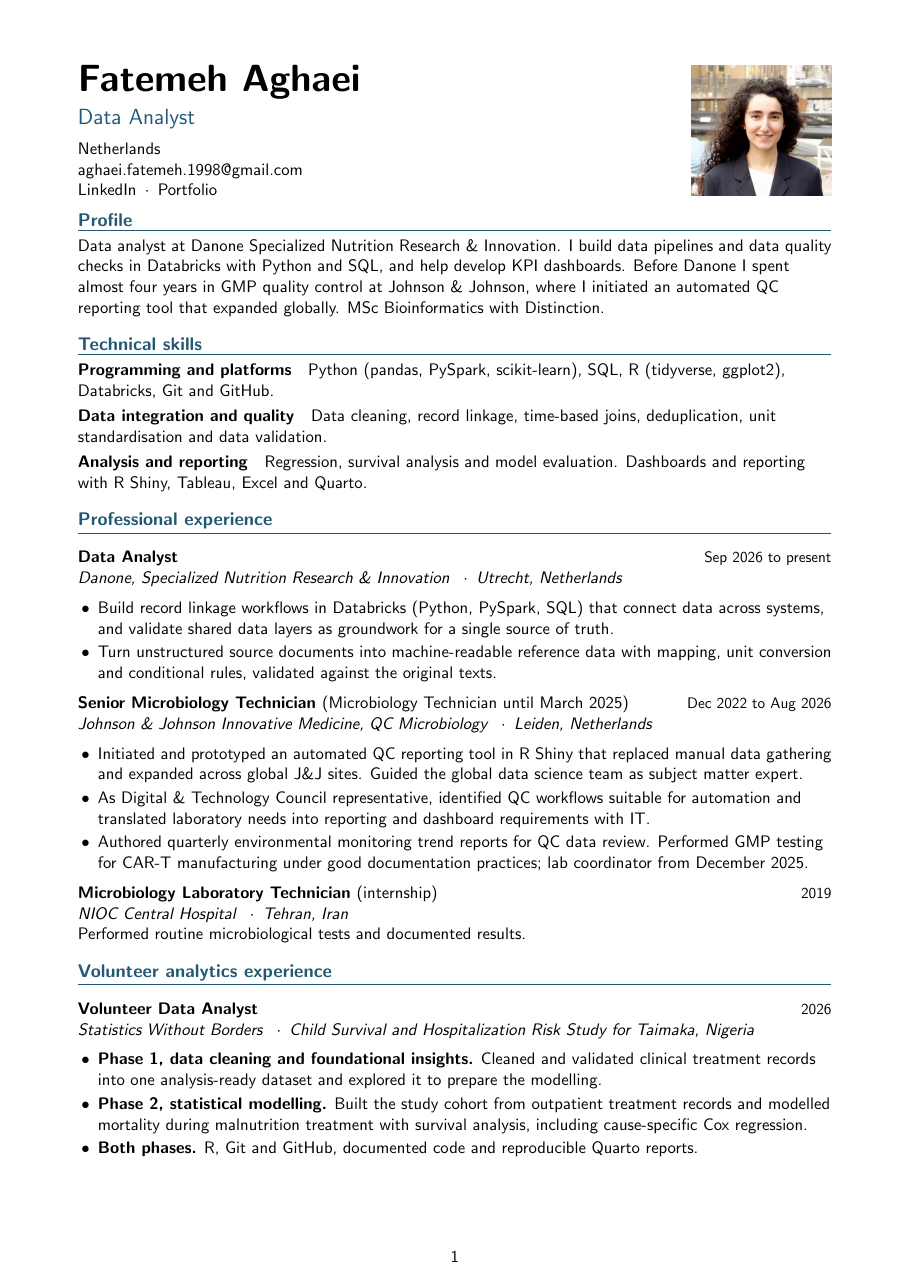 Fatemeh Aghaei
Data Analyst
Netherlands
aghaei.fatemeh.1998@gmail.com
LinkedIn · Portfolio
Profile
Data analyst at Danone Specialized Nutrition Research & Innovation. I build data pipelines and data quality
checks in Databricks with Python and SQL, and help develop KPI dashboards. Before Danone I spent
almost four years in GMP quality control at Johnson & Johnson, where I initiated an automated QC
reporting tool that expanded globally. MSc Bioinformatics with Distinction.
Technical skills
Programming and platforms Python (pandas, PySpark, scikit-learn), SQL, R (tidyverse, ggplot2),
Databricks, Git and GitHub.
Data integration and quality Data cleaning, record linkage, time-based joins, deduplication, unit
standardisation and data validation.
Analysis and reporting Regression, survival analysis and model evaluation. Dashboards and reporting
with R Shiny, Tableau, Excel and Quarto.
Professional experience
Data Analyst Sep 2026 to present
Danone, Specialized Nutrition Research & Innovation · Utrecht, Netherlands
• Build record linkage workflows in Databricks (Python, PySpark, SQL) that connect data across systems,
and validate shared data layers as groundwork for a single source of truth.
• Turn unstructured source documents into machine-readable reference data with mapping, unit conversion
and conditional rules, validated against the original texts.
Senior Microbiology Technician (Microbiology Technician until March 2025) Dec 2022 to Aug 2026
Johnson & Johnson Innovative Medicine, QC Microbiology · Leiden, Netherlands
• Initiated and prototyped an automated QC reporting tool in R Shiny that replaced manual data gathering
and expanded across global J&J sites. Guided the global data science team as subject matter expert.
• As Digital & Technology Council representative, identified QC workflows suitable for automation and
translated laboratory needs into reporting and dashboard requirements with IT.
• Authored quarterly environmental monitoring trend reports for QC data review. Performed GMP testing
for CAR-T manufacturing under good documentation practices; lab coordinator from December 2025.
Microbiology Laboratory Technician (internship) 2019
NIOC Central Hospital · Tehran, Iran
Performed routine microbiological tests and documented results.
Volunteer analytics experience
Volunteer Data Analyst 2026
Statistics Without Borders · Child Survival and Hospitalization Risk Study for Taimaka, Nigeria
• Phase 1, data cleaning and foundational insights. Cleaned and validated clinical treatment records
into one analysis-ready dataset and explored it to prepare the modelling.
• Phase 2, statistical modelling. Built the study cohort from outpatient treatment records and modelled
mortality during malnutrition treatment with survival analysis, including cause-specific Cox regression.
• Both phases. R, Git and GitHub, documented code and reproducible Quarto reports.
1